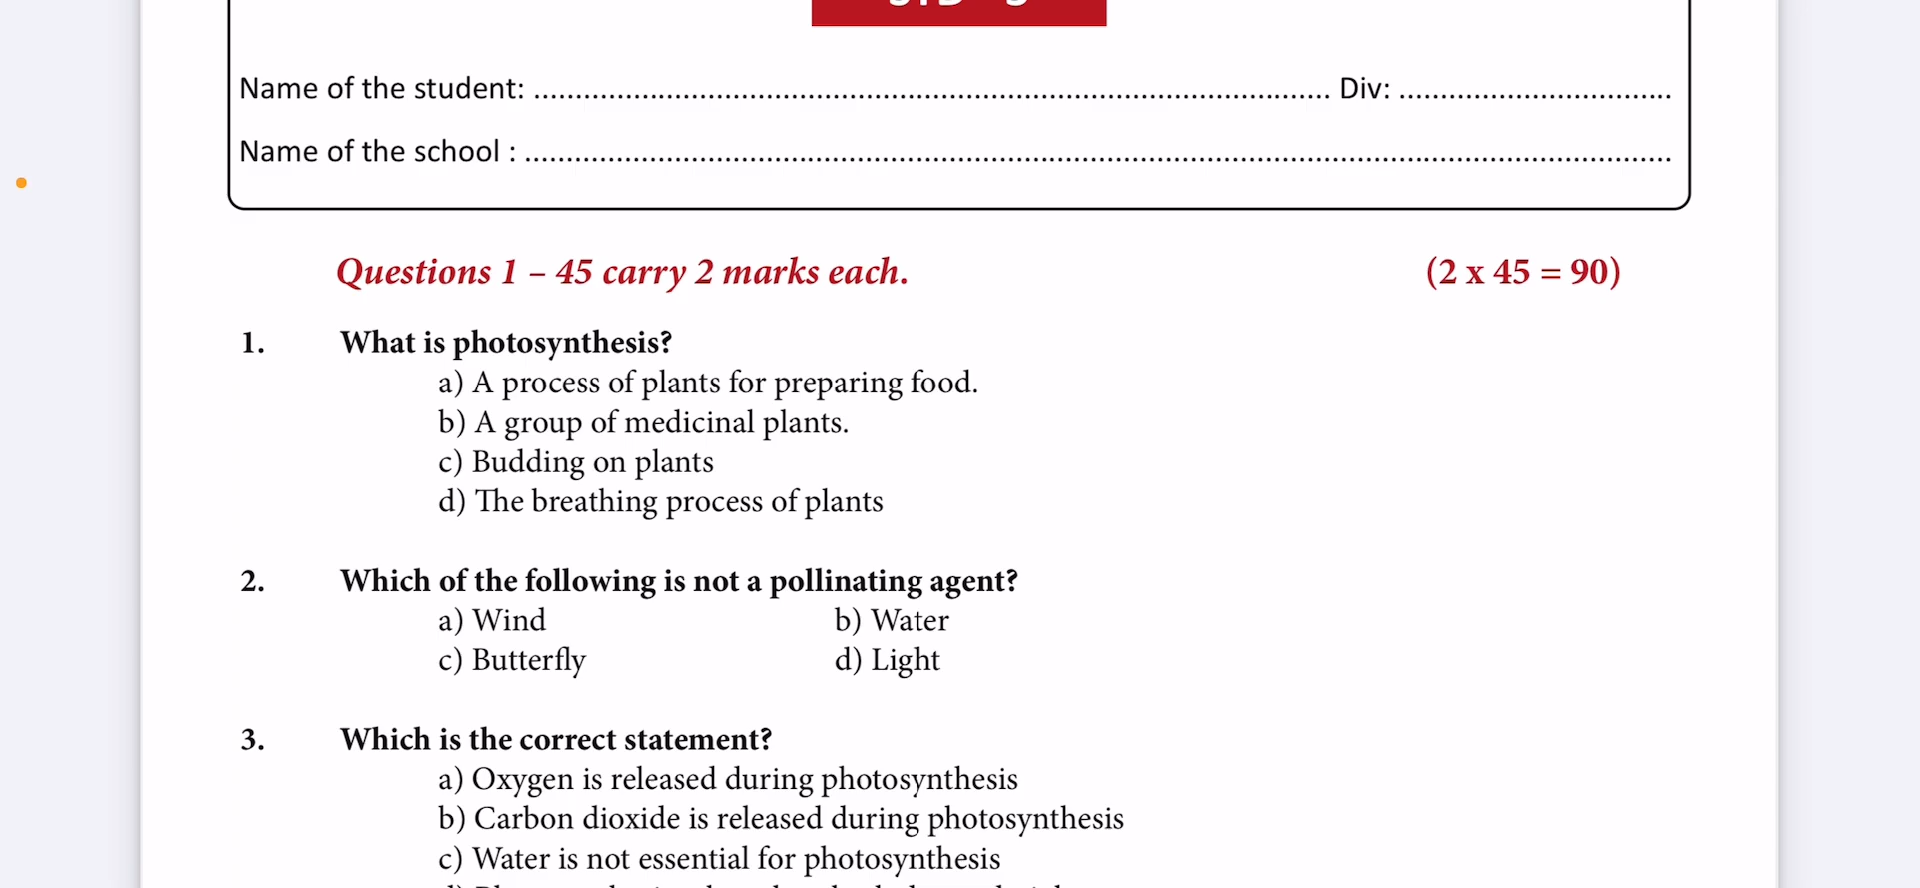 Name of the student: ................................................................................................ Div: .................................
Name of the school : ..........................................................................................................................................
Questions 1 – 45 carry 2 marks each. (2 x 45 = 90)
1. What is photosynthesis?
a) A process of plants for preparing food.
b) A group of medicinal plants.
c) Budding on plants
d) The breathing process of plants
2. Which of the following is not a pollinating agent?
a) Wind b) Water
c) Butterfly d) Light
3. Which is the correct statement?
a) Oxygen is released during photosynthesis
b) Carbon dioxide is released during photosynthesis
c) Water is not essential for photosynthesis